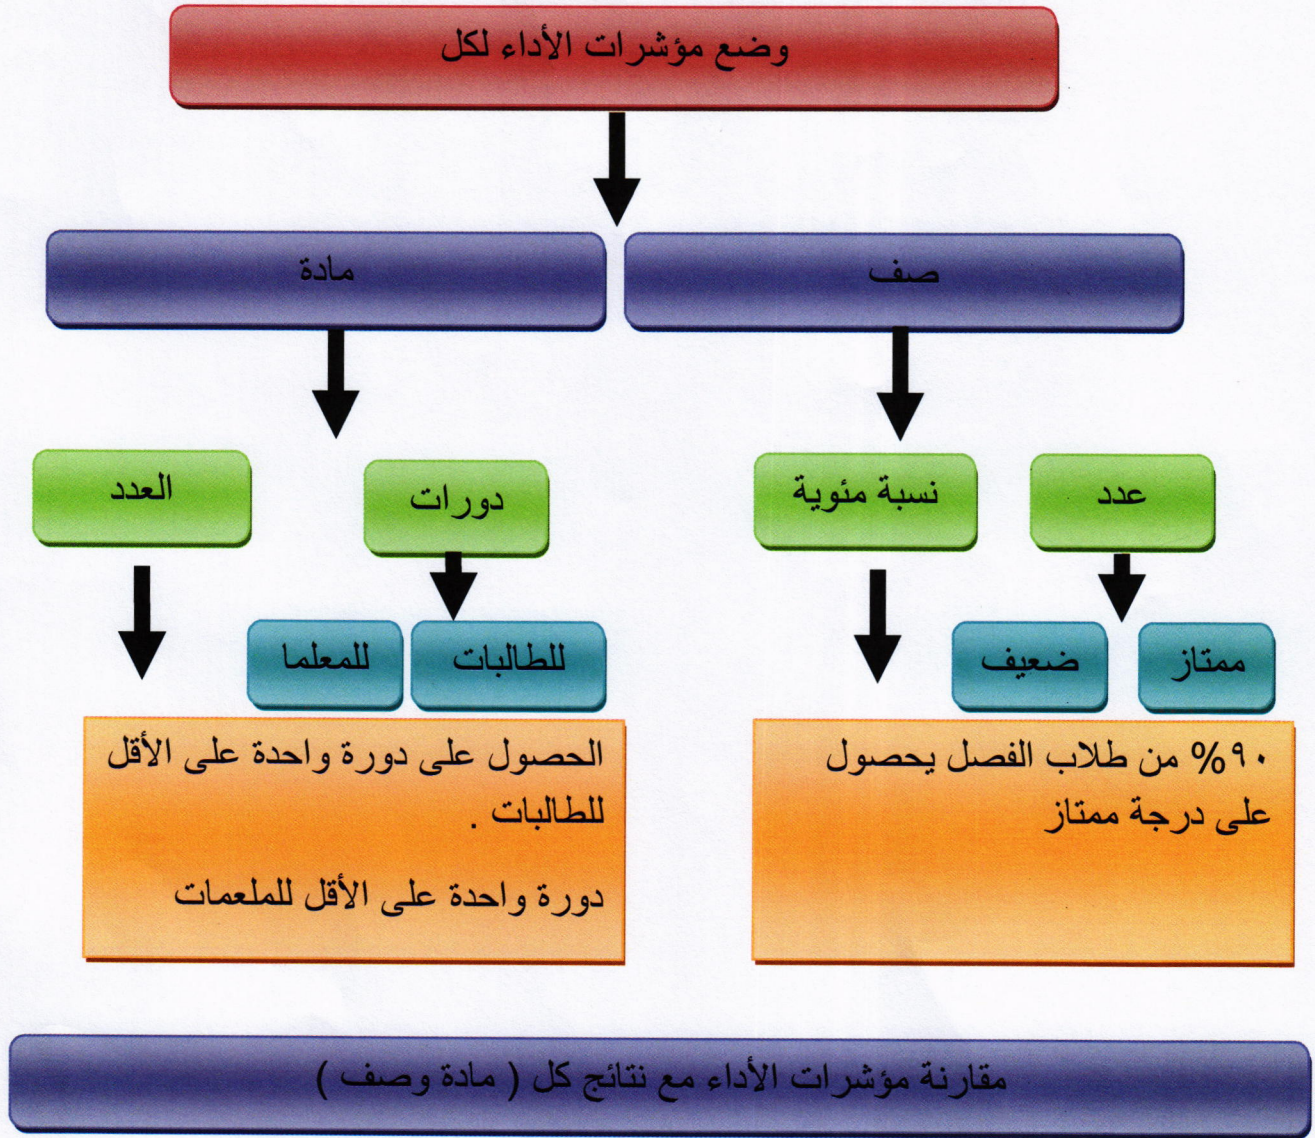 وضع مؤشرات الأداء لكل
صف
مادة
عدد
نسبة مئوية
دورات
العدد
ممتاز
ضعيف
للطالبات
للمعلما
٩٠% من طلاب الفصل يحصول
على درجة ممتاز
الحصول على دورة واحدة على الأقل
للطالبات .
دورة واحدة على الأقل للملعمات
مقارنة مؤشرات الأداء مع نتائج كل ( مادة وصف )